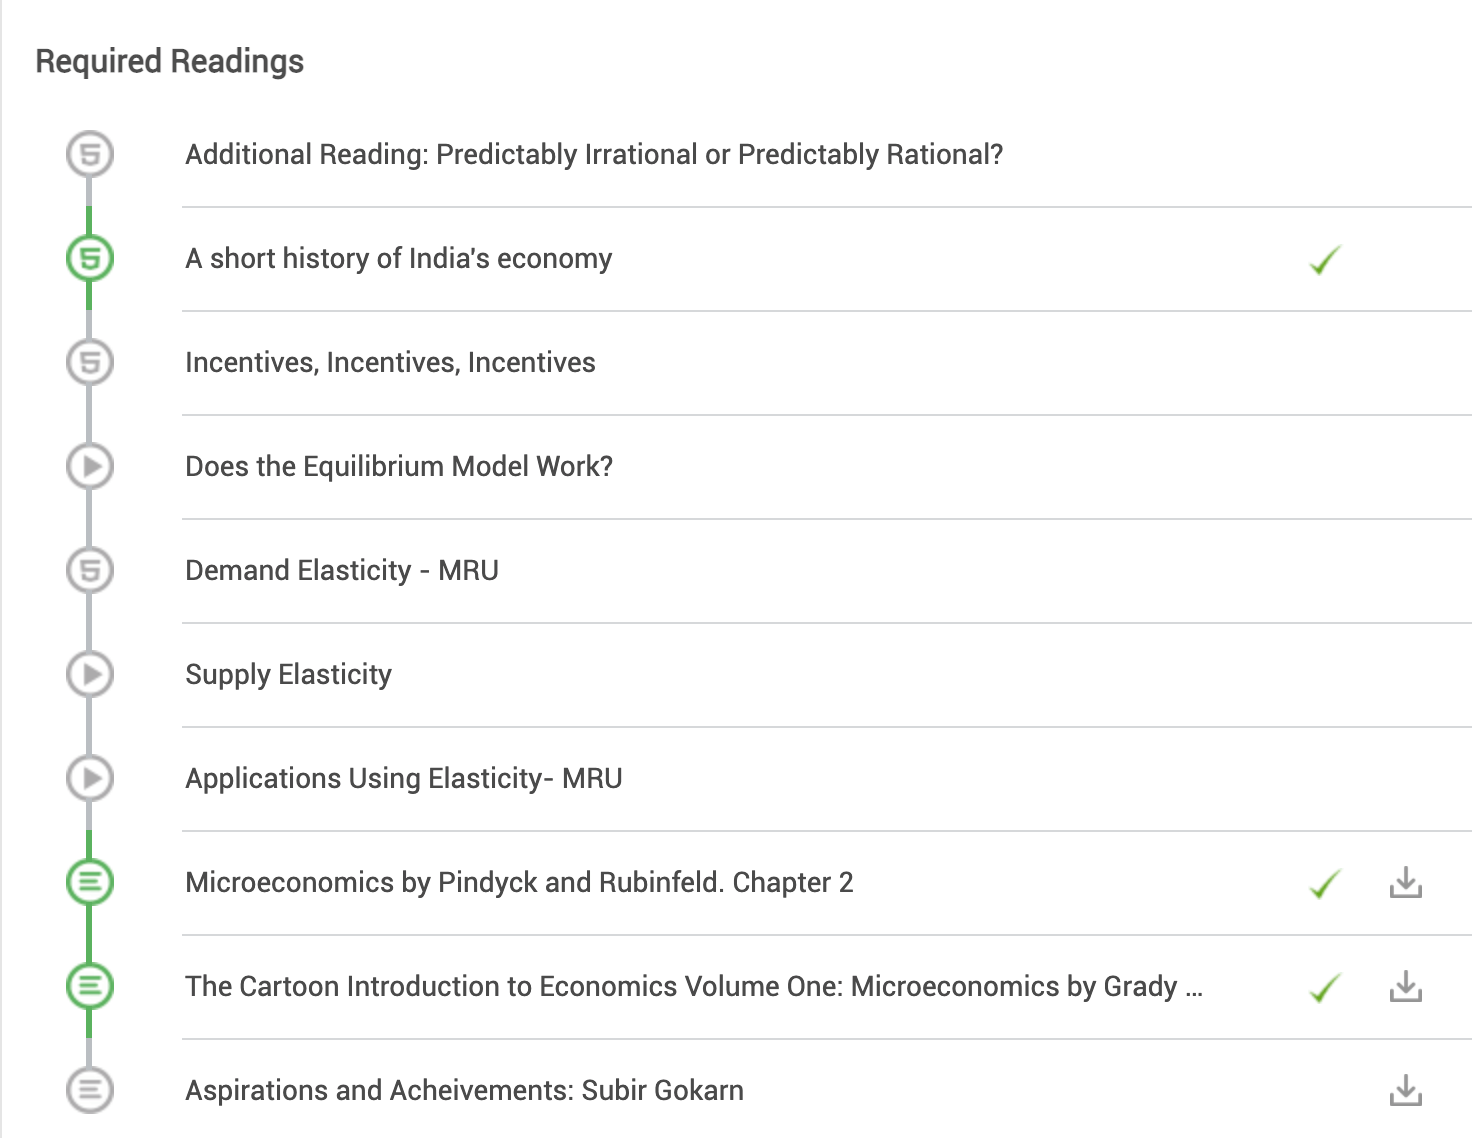 Required Readings
Additional Reading: Predictably Irrational or Predictably Rational?
A short history of India's economy
Incentives, Incentives, Incentives
Does the Equilibrium Model Work?
Demand Elasticity - MRU
Supply Elasticity
Applications Using Elasticity- MRU
Microeconomics by Pindyck and Rubinfeld. Chapter 2
The Cartoon Introduction to Economics Volume One: Microeconomics by Grady ...
Aspirations and Acheivements: Subir Gokarn